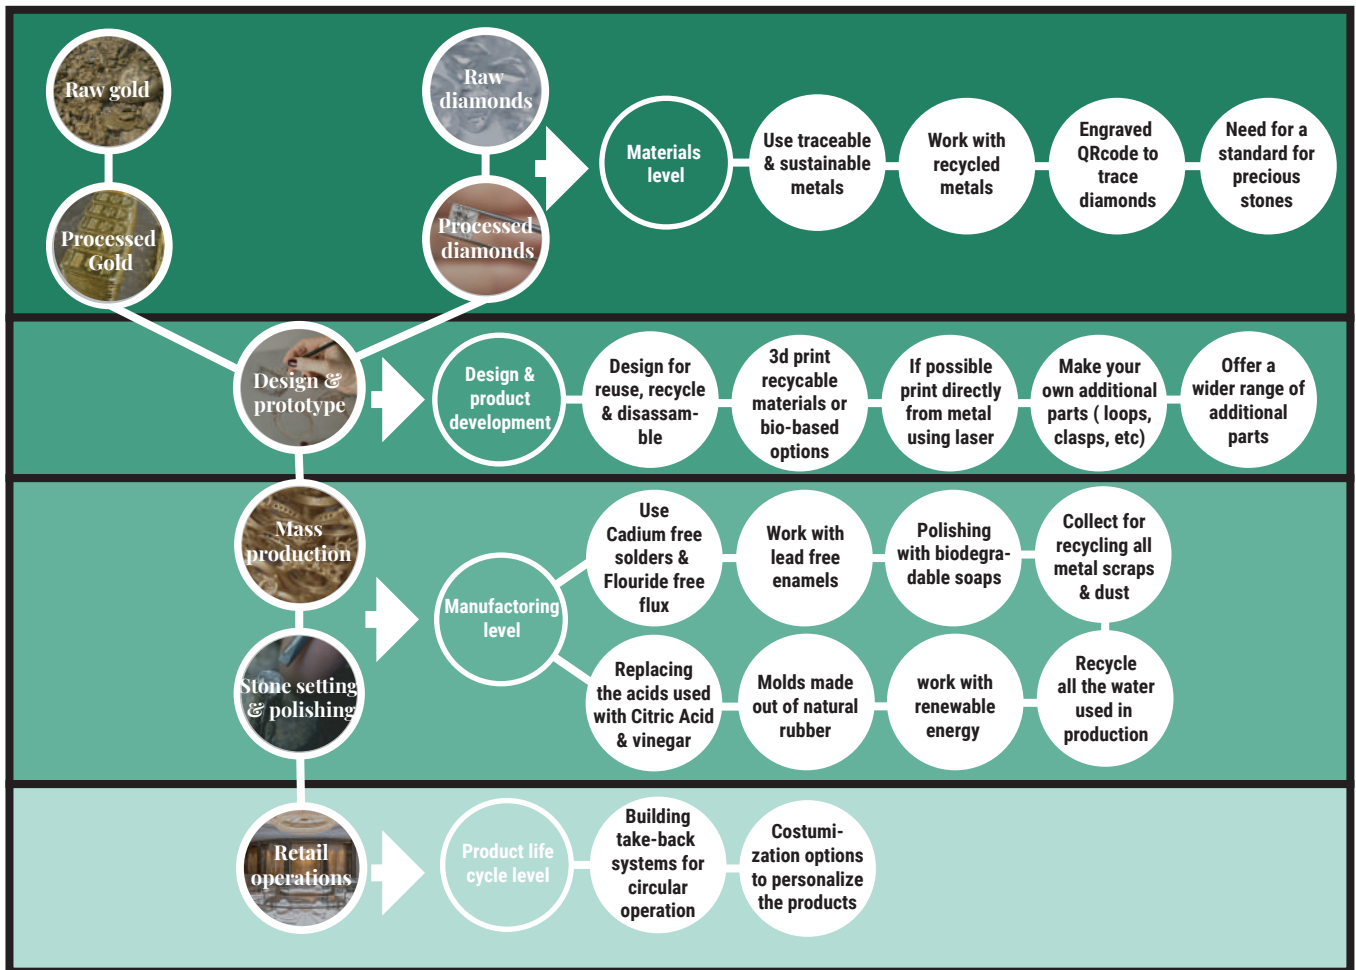 Raw gold
Processed
Gold
Raw
diamonds
Processed
diamonds
Materials
level
Use traceable
& sustainable
metals
Work with
recycled
metals
Engraved
QRcode to
trace
diamonds
Need for a
standard for
precious
stones
Design &
prototype
Design &
product
development
Design for
reuse, recycle
& disassam-
ble
3d print
recycable
materials or
bio-based
options
If possible
print directly
from metal
using laser
Make your
own additional
parts ( loops,
clasps, etc)
Offer a
wider range of
additional
parts
Mass
production
Stone setting
& polishing
Manufactoring
level
Use
Cadium free
solders &
Flouride free
flux
Work with
lead free
enamels
Polishing
with biodegra-
dable soaps
Collect for
recycling all
metal scraps
& dust
Replacing
the acids used
with Citric Acid
& vinegar
Molds made
out of natural
rubber
work with
renewable
energy
Recycle
all the water
used in
production
Retail
operations
Product life
cycle level
Building
take-back
systems for
circular
operation
Costumi-
zation options
to personalize
the products